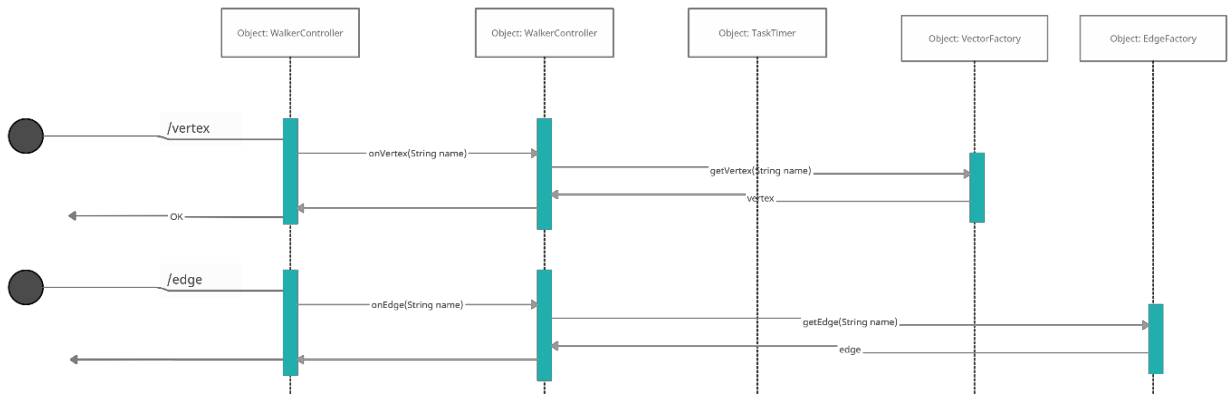 Object: WalkerController
Object: WalkerController
Object: TaskTimer
Object: VectorFactory
Object: EdgeFactory
/vertex
onVertex(String name)
getVertex(String name)
vertex
OK
/edge
onEdge(String name)
getEdge(String name)
edge